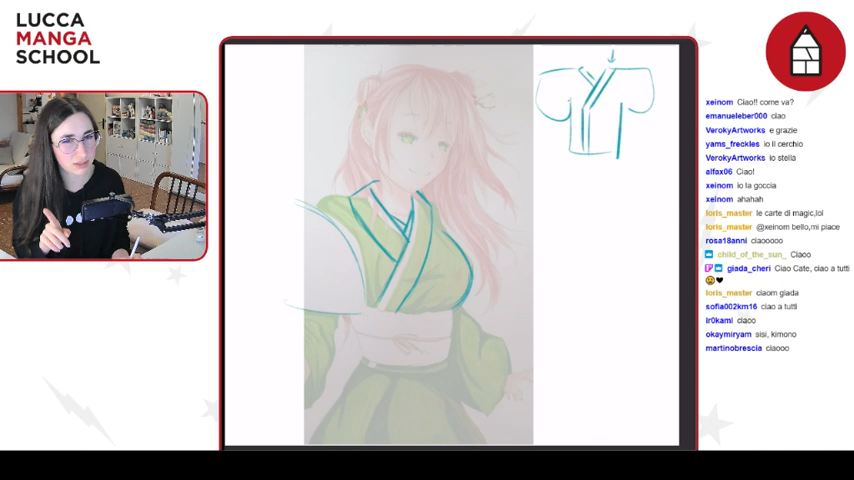 LUCCA
MANGA
SCHOOL
xeinom Ciao!! come va?
emanueleber000 ciao
VerokyArtworks e grazie
yams_freckles io il cerchio
VerokyArtworks io stella
alfax06 Ciao!
xeinom io la goccia
xeinom ahahah
loris_master le carte di magic,lol
loris_master @xeinom bello,mi piace
rosa18anni ciaooooo
child_of_the_sun_ Ciaoo
giada_cheri Ciao Cate, ciao a tutti
loris_master ciaom giada
sofia002km16 ciao a tutti
ir0kami ciaoo
okaymiryam sisi, kimono
martinobrescia ciaooo